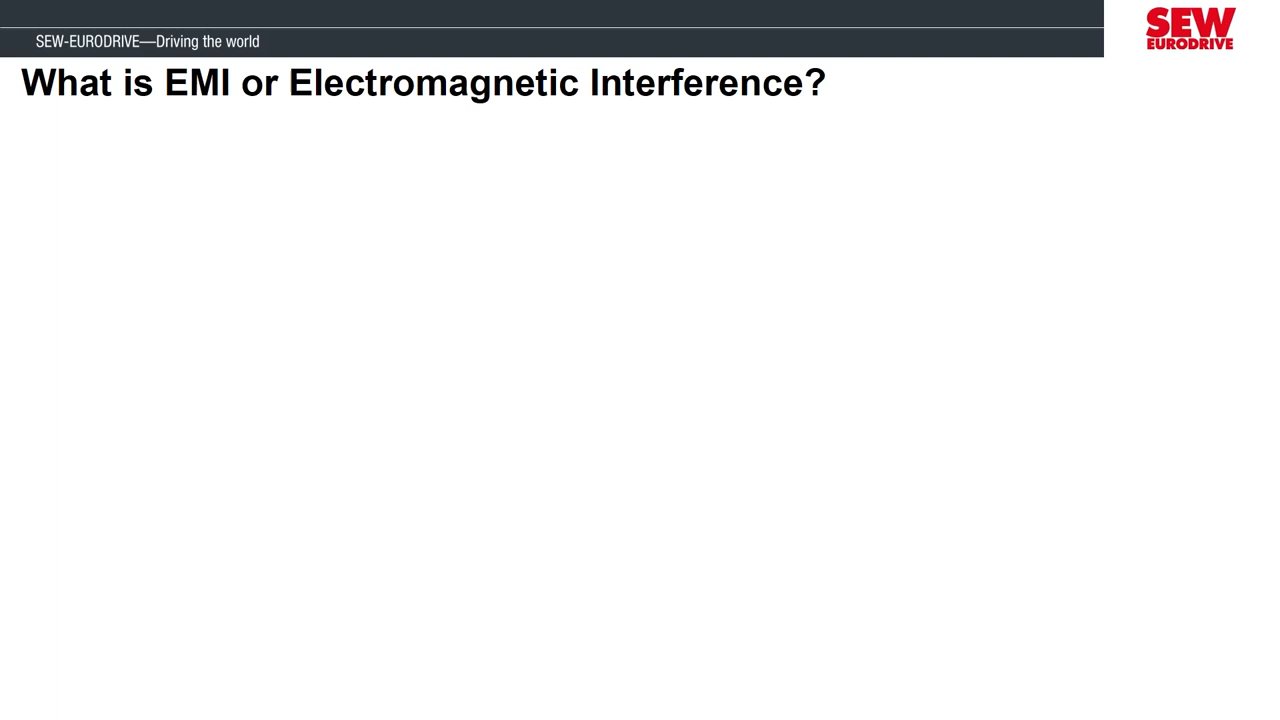 SEW-EURODRIVE—Driving the world
SEW
EURODRIVE
What is EMI or Electromagnetic Interference?